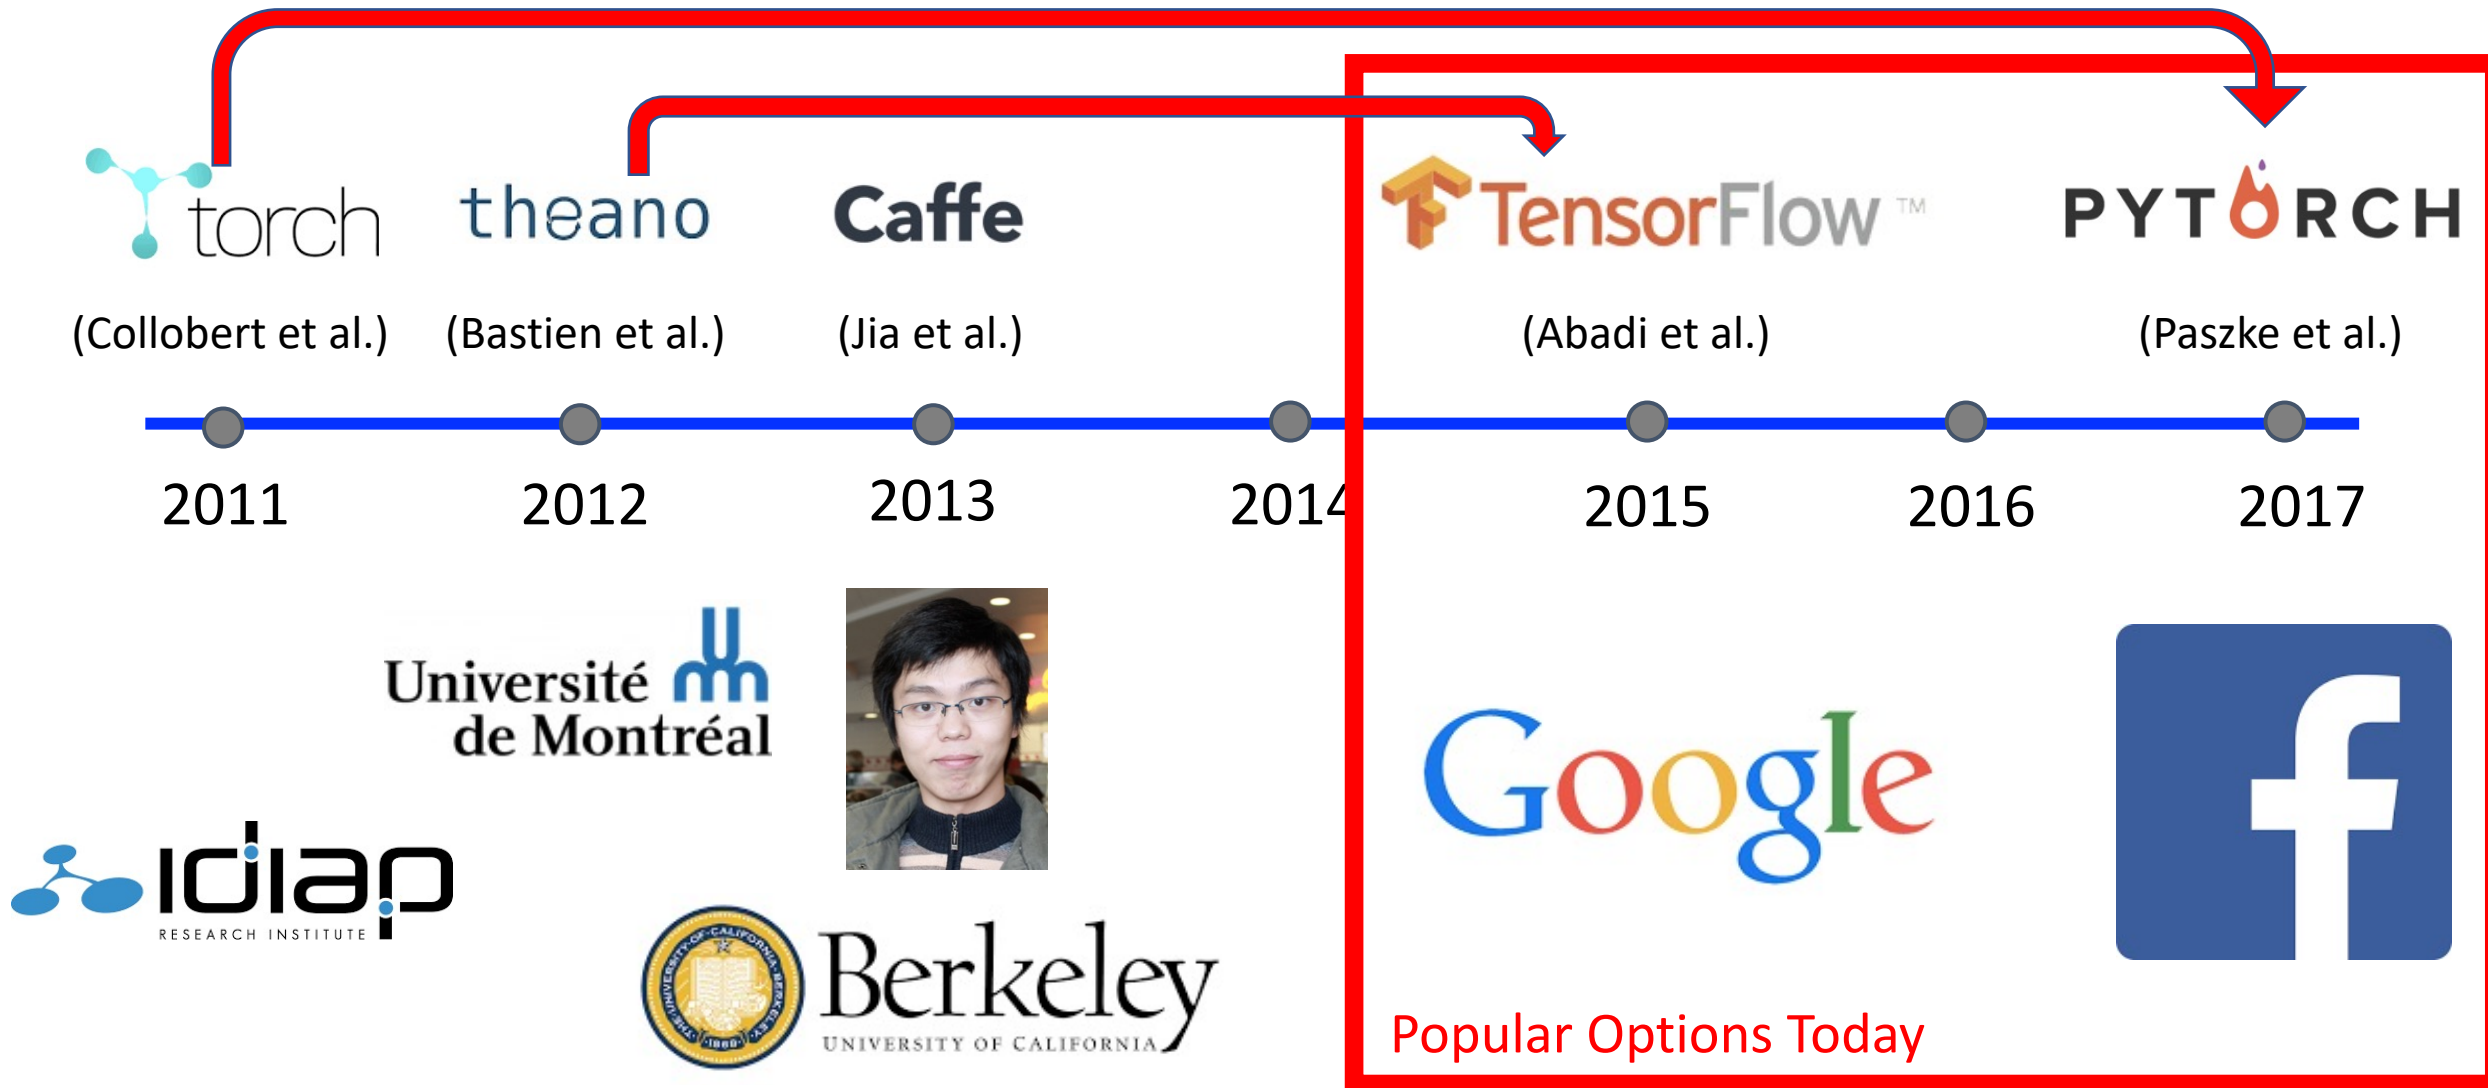 torch
theano
Caffe
TensorFlow ™
PYTORCH
(Collobert et al.)
(Bastien et al.)
(Jia et al.)
(Abadi et al.)
(Paszke et al.)
2011
2012
2013
2014
2015
2016
2017
Université
de Montréal
idiap
RESEARCH INSTITUTE
Berkeley
UNIVERSITY OF CALIFORNIA
Google
f
Popular Options Today